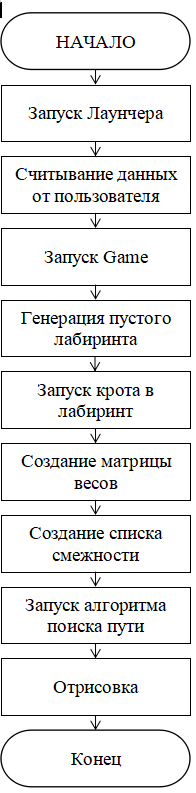 НАЧАЛО
Запуск Лаунчера
Считывание данных
от пользователя
Запуск Game
Генерация пустого
лабиринта
Запуск крота в
лабиринт
Создание матрицы
весов
Создание списка
смежности
Запуск алгоритма
поиска пути
Отрисовка
Конец